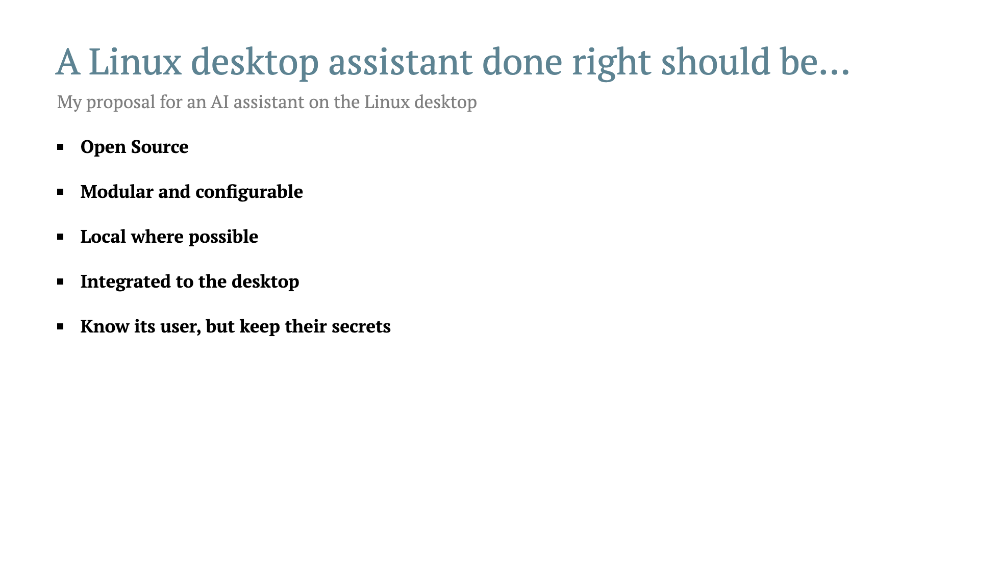 A Linux desktop assistant done right should be…
My proposal for an AI assistant on the Linux desktop
▪ Open Source
▪ Modular and configurable
▪ Local where possible
▪ Integrated to the desktop
▪ Know its user, but keep their secrets